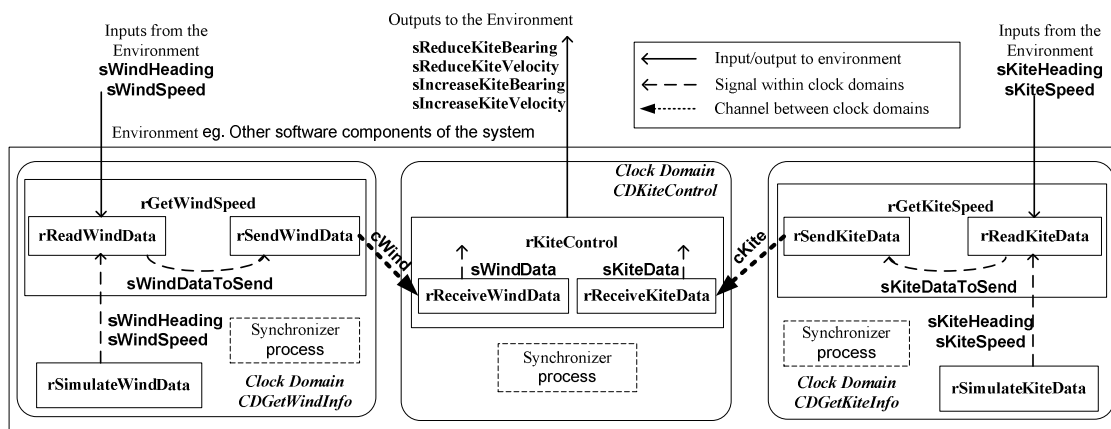 Inputs from the
Environment
sWindHeading
sWindSpeed
Outputs to the Environment
sReduceKiteBearing
sReduceKiteVelocity
sIncreaseKiteBearing
sIncreaseKiteVelocity
Input/output to environment
Signal within clock domains
Channel between clock domains
Inputs from the
Environment
sKiteHeading
sKiteSpeed
Environment eg. Other software components of the system
rGetWindSpeed
rReadWindData
rSendWindData
sWindDataToSend
sWindHeading
sWindSpeed
Synchronizer
process
rSimulateWindData
Clock Domain
CDGetWindInfo
cWind
Clock Domain
CDKiteControl
rKiteControl
sWindData
sKiteData
rReceiveWindData
rReceiveKiteData
Synchronizer
process
cKite
rGetKiteSpeed
rSendKiteData
rReadKiteData
sKiteDataToSend
sKiteHeading
sKiteSpeed
Synchronizer
process
Clock Domain
CDGetKiteInfo
rSimulateKiteData